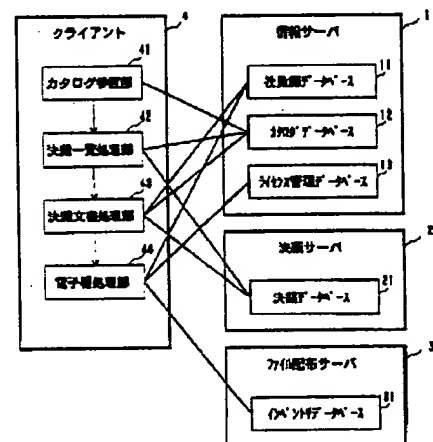 クライアント
4
41
カタログ参照部
42
決裁一覧処理部
43
決裁文書処理部
44
電子棚処理部
情報サーバ
1
11
社員録データベース
12
カタログデータベース
13
ライセンス管理データベース
決裁サーバ
2
21
決裁データベース
ファイル配布サーバ
3
31
インベントリデータベース